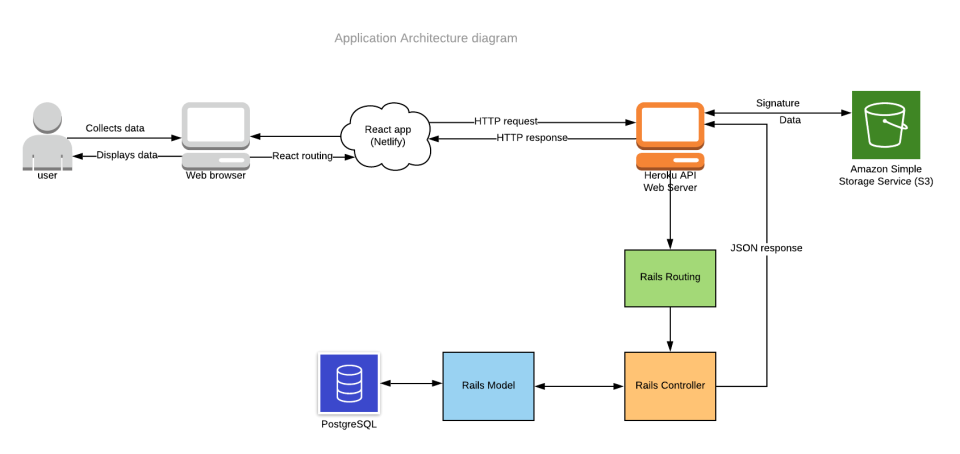 Application Architecture diagram
Collects data
Displays data
user
Web browser
React routing
React app
(Netlify)
HTTP request
HTTP response
Heroku API
Web Server
Signature
Data
Amazon Simple
Storage Service (S3)
JSON response
Rails Routing
Rails Controller
Rails Model
PostgreSQL